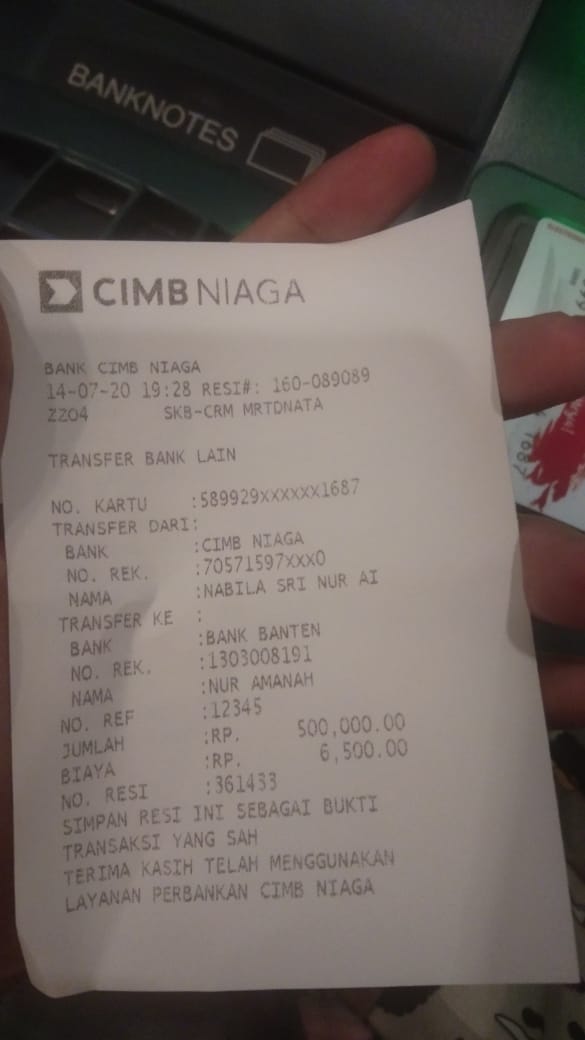 BANKNOTES
CIMB NIAGA
BANK CIMB NIAGA
14-07-20 19:28 RESI#: 160-089089
2204 SKB-CRM MRTDNATA
TRANSFER BANK LAIN
NO. KARTU :589929xxxxxx1687
TRANSFER DARI:
BANK :CIMB NIAGA
NO. REK. :70571597xxx0
NAMA :NABILA SRI NUR AI
TRANSFER KE :
BANK :BANK BANTEN
NO. REK. :1303008191
NAMA :NUR AMANAH
NO. REF :12345
JUMLAH :RP. 500,000.00
BIAYA :RP. 6,500.00
NO. RESI :361433
SIMPAN RESI INI SEBAGAI BUKTI
TRANSAKSI YANG SAH
TERIMA KASIH TELAH MENGGUNAKAN
LAYANAN PERBANKAN CIMB NIAGA
1687